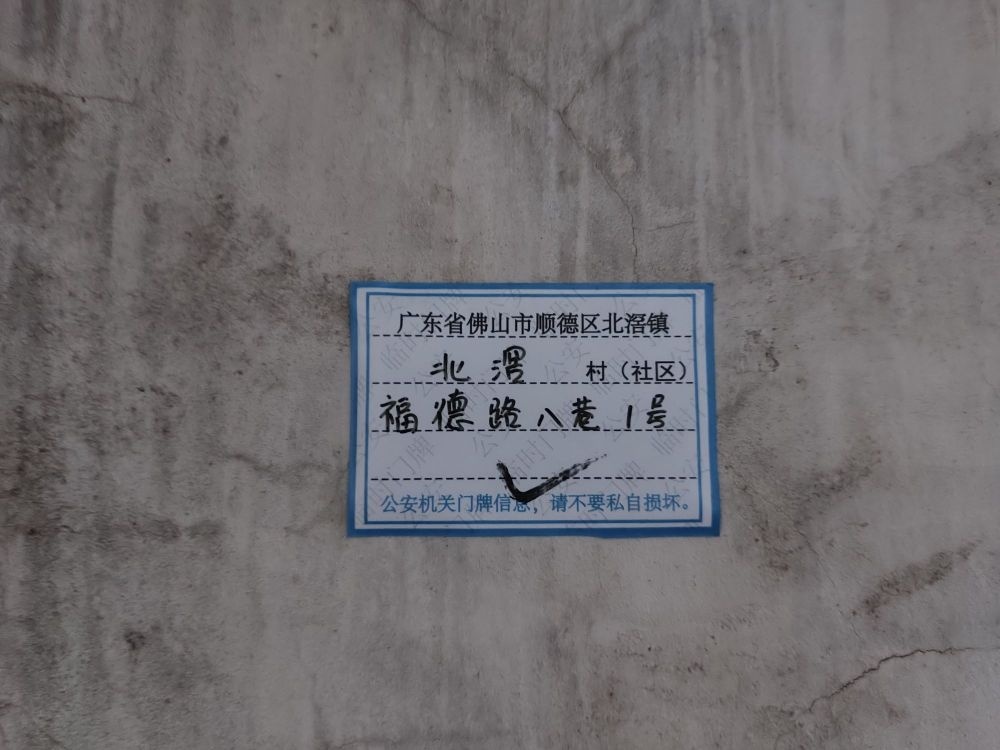 广东省佛山市顺德区北滘镇
北滘 村（社区）
福德路八巷1号
公安机关门牌信息，请不要私自损坏。